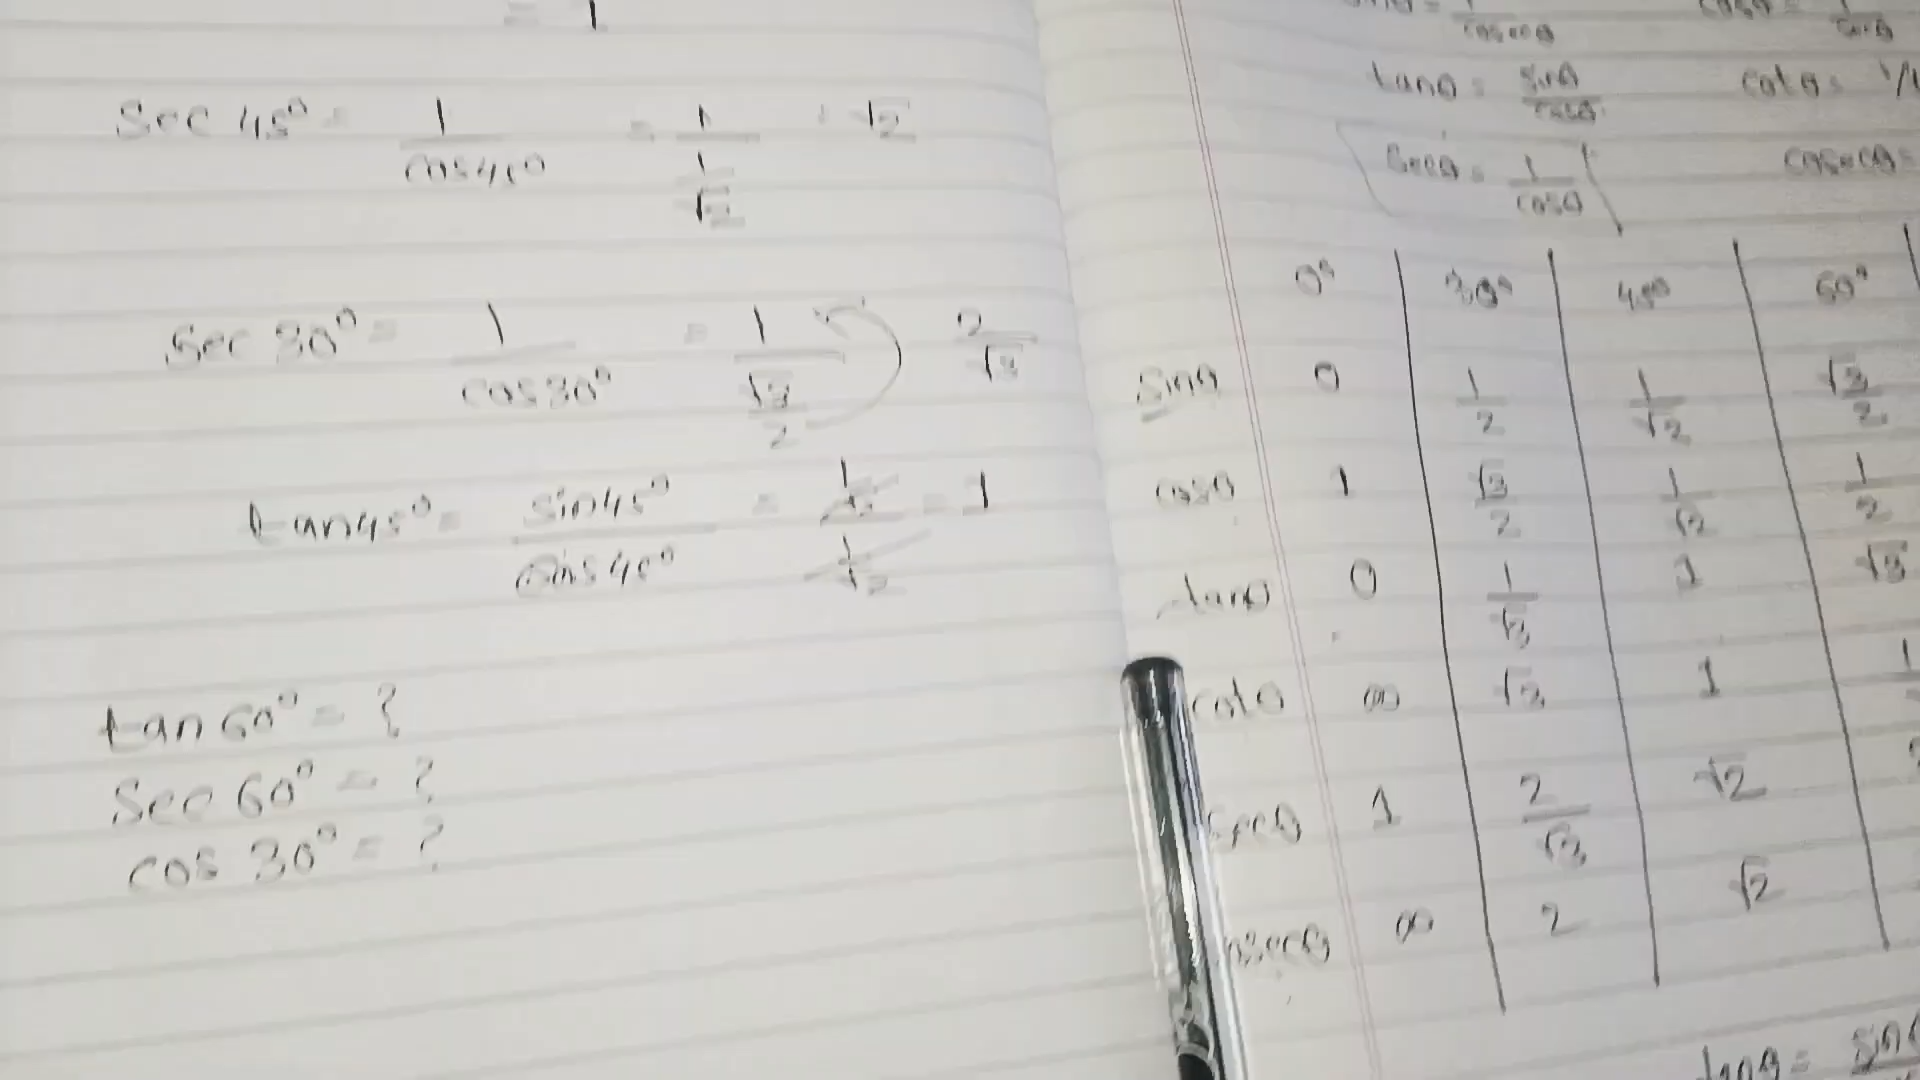 = 1
Sec 45° = 1/cos45° = 1/(1/√2) = √2
Sec 30° = 1/cos30° = 1/(√3/2) 2/√3
tan45° = sin45°/cos45° = (1/√2)/(1/√2) = 1
tan 60° = ?
Sec 60° = ?
cos 30° = ?
tanθ = sinθ/cosθ cotθ =
Secθ = 1/cosθ cosecθ =
0° 30° 45° 60°
sinθ 0 1/2 1/√2 √3/2
cosθ 1 √3/2 1/√2 1/2
tanθ 0 1/√3 1 √3
cotθ ∞ √3 1
secθ 1 2/√3 √2
∞ 2 √2
tanθ =